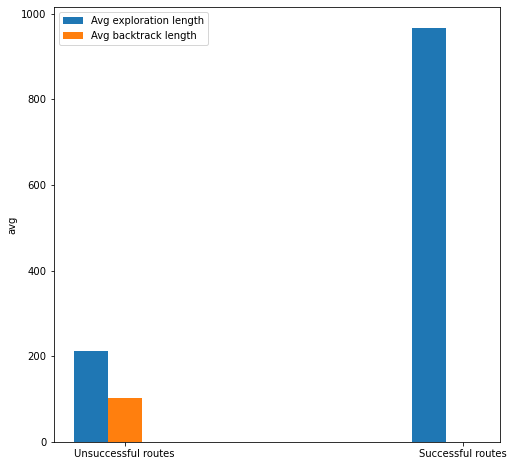 Avg exploration length
Avg backtrack length
1000
800
600
400
200
0
avg
Unsuccessful routes
Successful routes